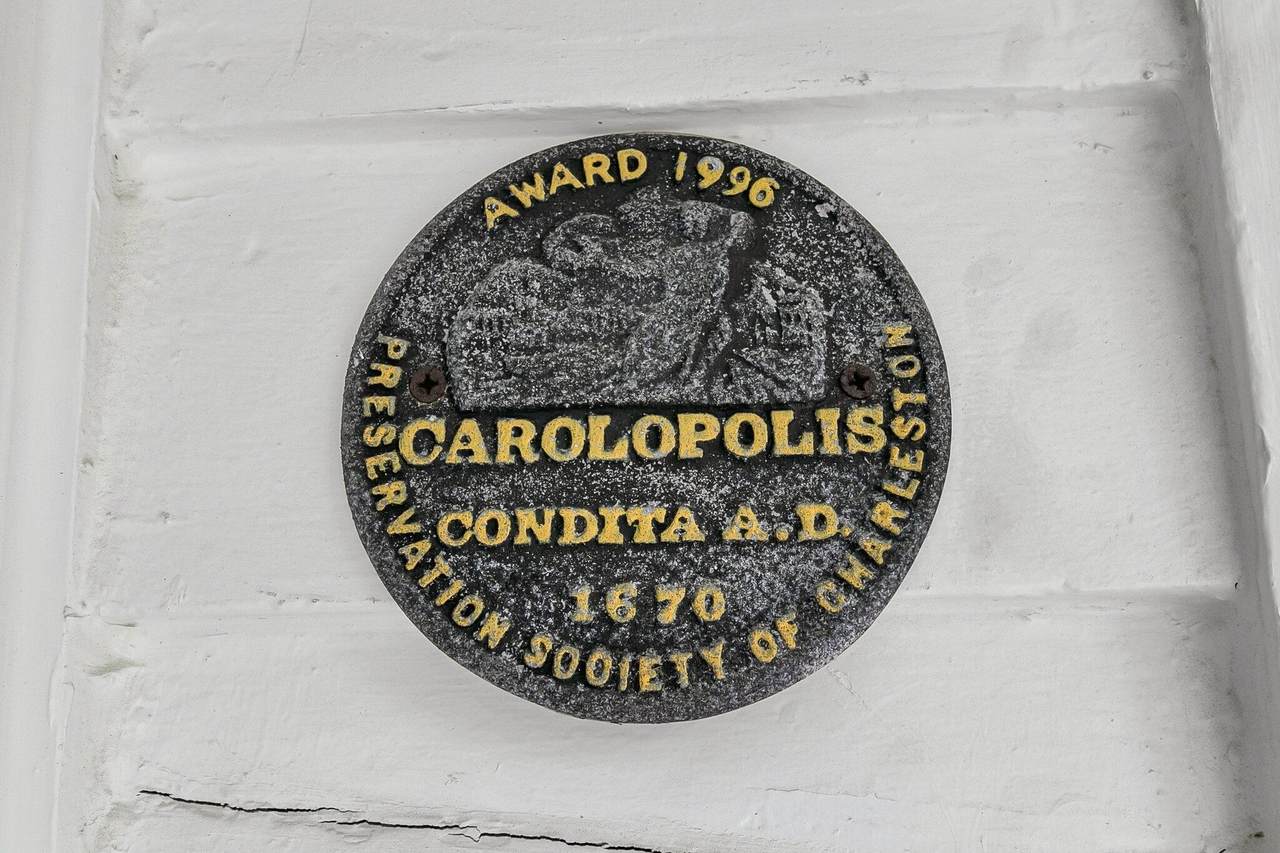 AWARD 1996
CAROLOPOLIS
CONDITA A.D.
1670
PRESERVATION SOCIETY OF CHARLESTON